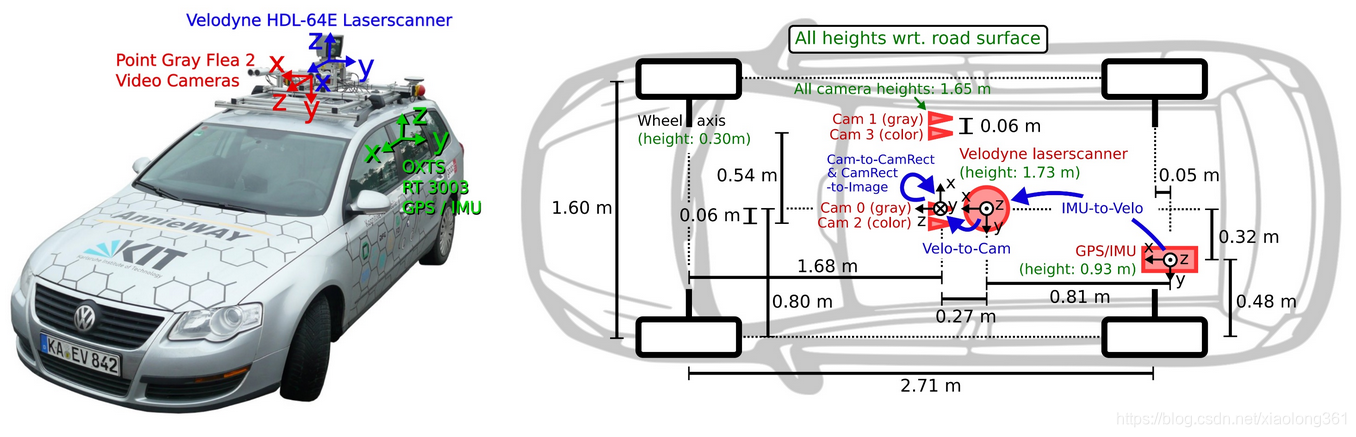 Velodyne HDL-64E Laserscanner
Point Gray Flea 2
Video Cameras
z
y
x
x
z
y
z
y
x
OXTS
RT 3003
GPS / IMU
AnnieWAY
KIT
Karlsruhe Institute of Technology
KA EV 842
All heights wrt. road surface
All camera heights: 1.65 m
Wheel axis
(height: 0.30m)
Cam 1 (gray)
Cam 3 (color)
0.06 m
Cam-to-CamRect
& CamRect
-to-Image
Velodyne laserscanner
(height: 1.73 m)
0.54 m
0.05 m
1.60 m
0.06 m
Cam 0 (gray)
Cam 2 (color)
x
z
x
z
y
IMU-to-Velo
Velo-to-Cam
0.32 m
GPS/IMU
(height: 0.93 m)
x
z
y
1.68 m
0.80 m
0.27 m
0.81 m
0.48 m
2.71 m
https://blog.csdn.net/xiaolong361